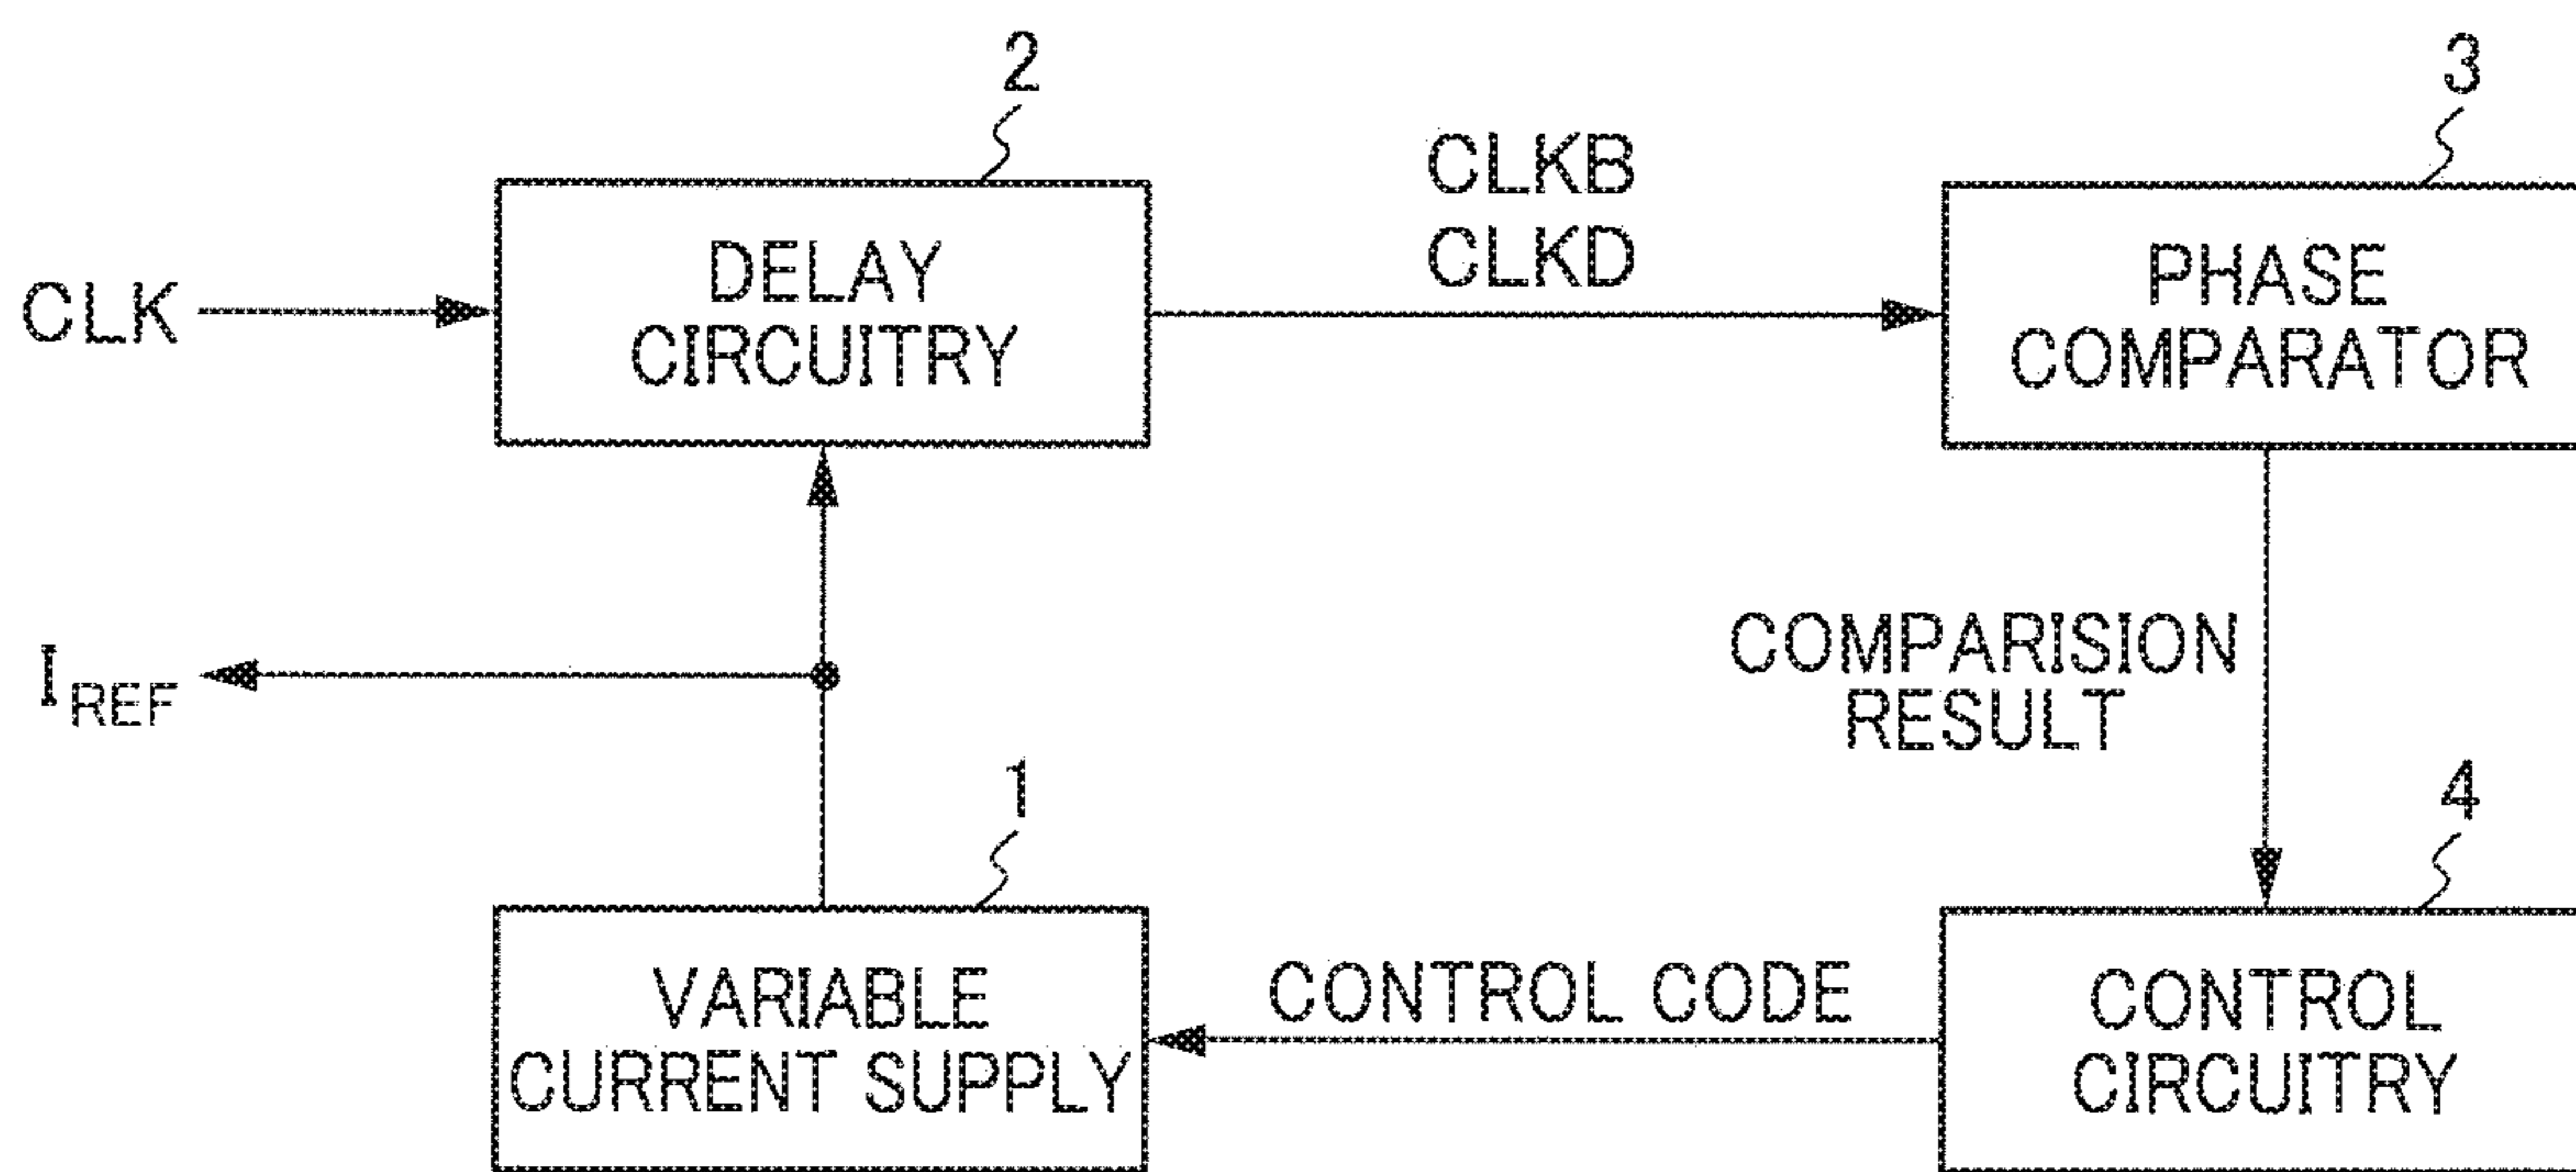 2
3
CLKB
CLKD
CLK
DELAY
CIRCUITRY
PHASE
COMPARATOR
I REF
COMPARISION
RESULT
1
4
VARIABLE
CURRENT SUPPLY
CONTROL CODE
CONTROL
CIRCUITRY